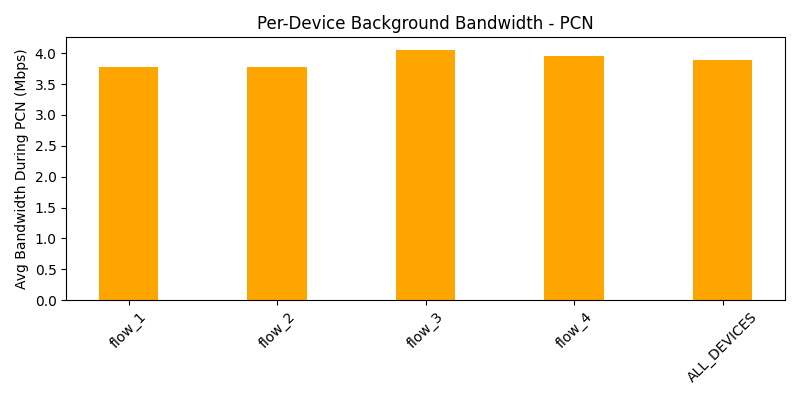 Per-Device Background Bandwidth - PCN
Avg Bandwidth During PCN (Mbps)
4.0
3.5
3.0
2.5
2.0
1.5
1.0
0.5
0.0
flow_1
flow_2
flow_3
flow_4
ALL_DEVICES